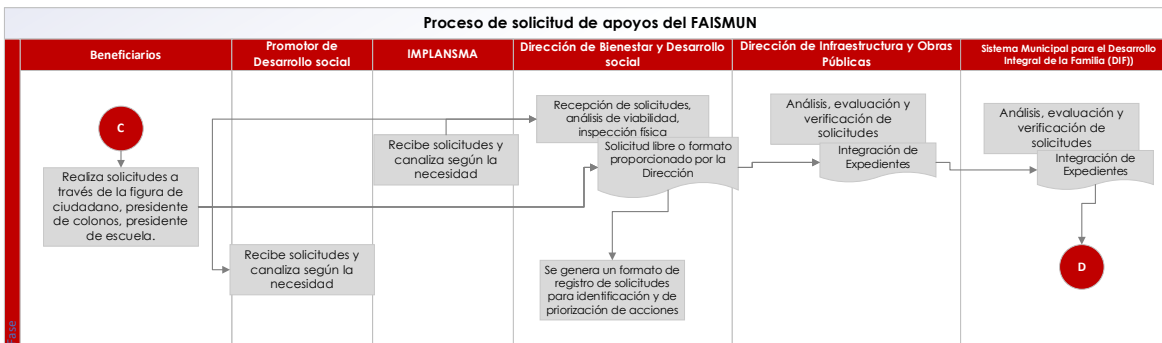 Proceso de solicitud de apoyos del FAISMUN
Beneficiarios
Promotor de
Desarrollo social
IMPLANSMA
Dirección de Bienestar y Desarrollo
social
Dirección de Infraestructura y Obras
Públicas
Sistema Municipal para el Desarrollo
Integral de la Familia (DIF))
C
Realiza solicitudes a
través de la figura de
ciudadano, presidente
de colonos, presidente
de escuela.
Recibe solicitudes y
canaliza según la
necesidad
Recibe solicitudes y
canaliza según la
necesidad
Recepción de solicitudes,
análisis de viabilidad,
inspección física
Solicitud libre o formato
proporcionado por la
Dirección
Se genera un formato de
registro de solicitudes
para identificación y de
priorización de acciones
Análisis, evaluación y
verificación de
solicitudes
Integración de
Expedientes
Análisis, evaluación y
verificación de
solicitudes
Integración de
Expedientes
D
Fase